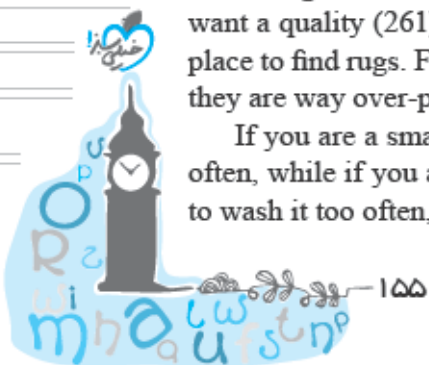 want a quality (261
place to find rugs. F
they are way over-p
If you are a sma
often, while if you a
to wash it too often,
۱۵۵